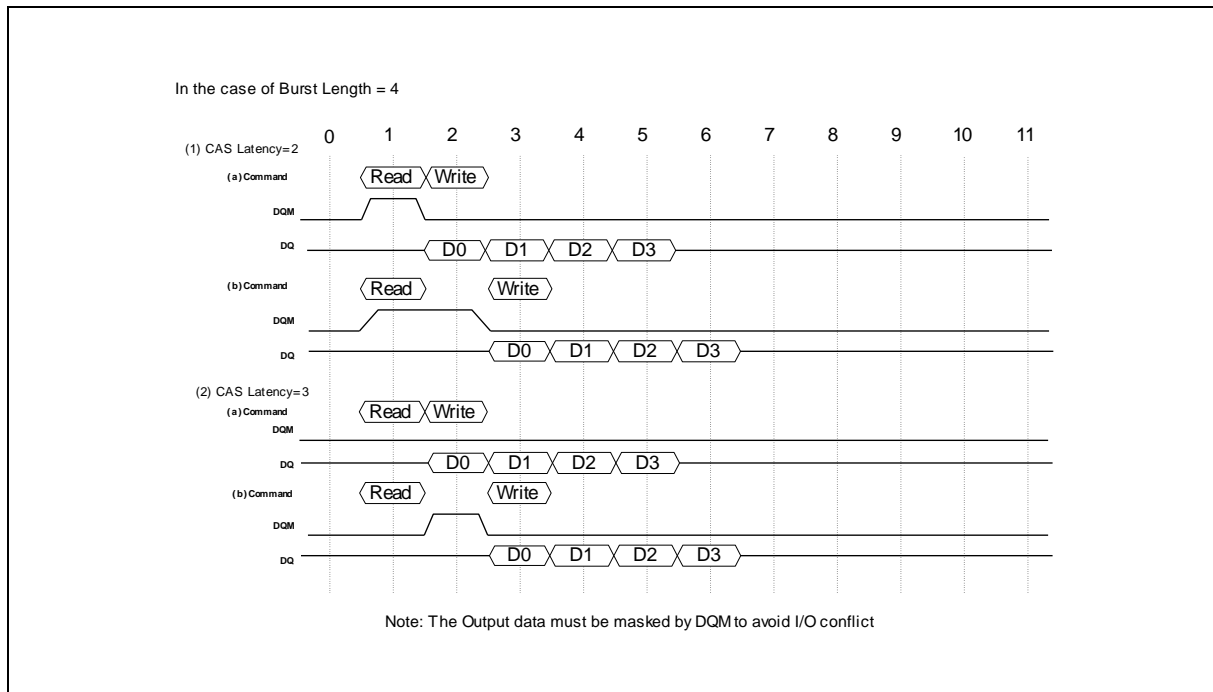 In the case of Burst Length = 4
0 1 2 3 4 5 6 7 8 9 10 11
(1) CAS Latency=2
(a) Command Read Write
DQM
DQ D0 D1 D2 D3
(b) Command Read Write
DQM
DQ D0 D1 D2 D3
(2) CAS Latency=3
(a) Command Read Write
DQM
DQ D0 D1 D2 D3
(b) Command Read Write
DQM
DQ D0 D1 D2 D3
Note: The Output data must be masked by DQM to avoid I/O conflict